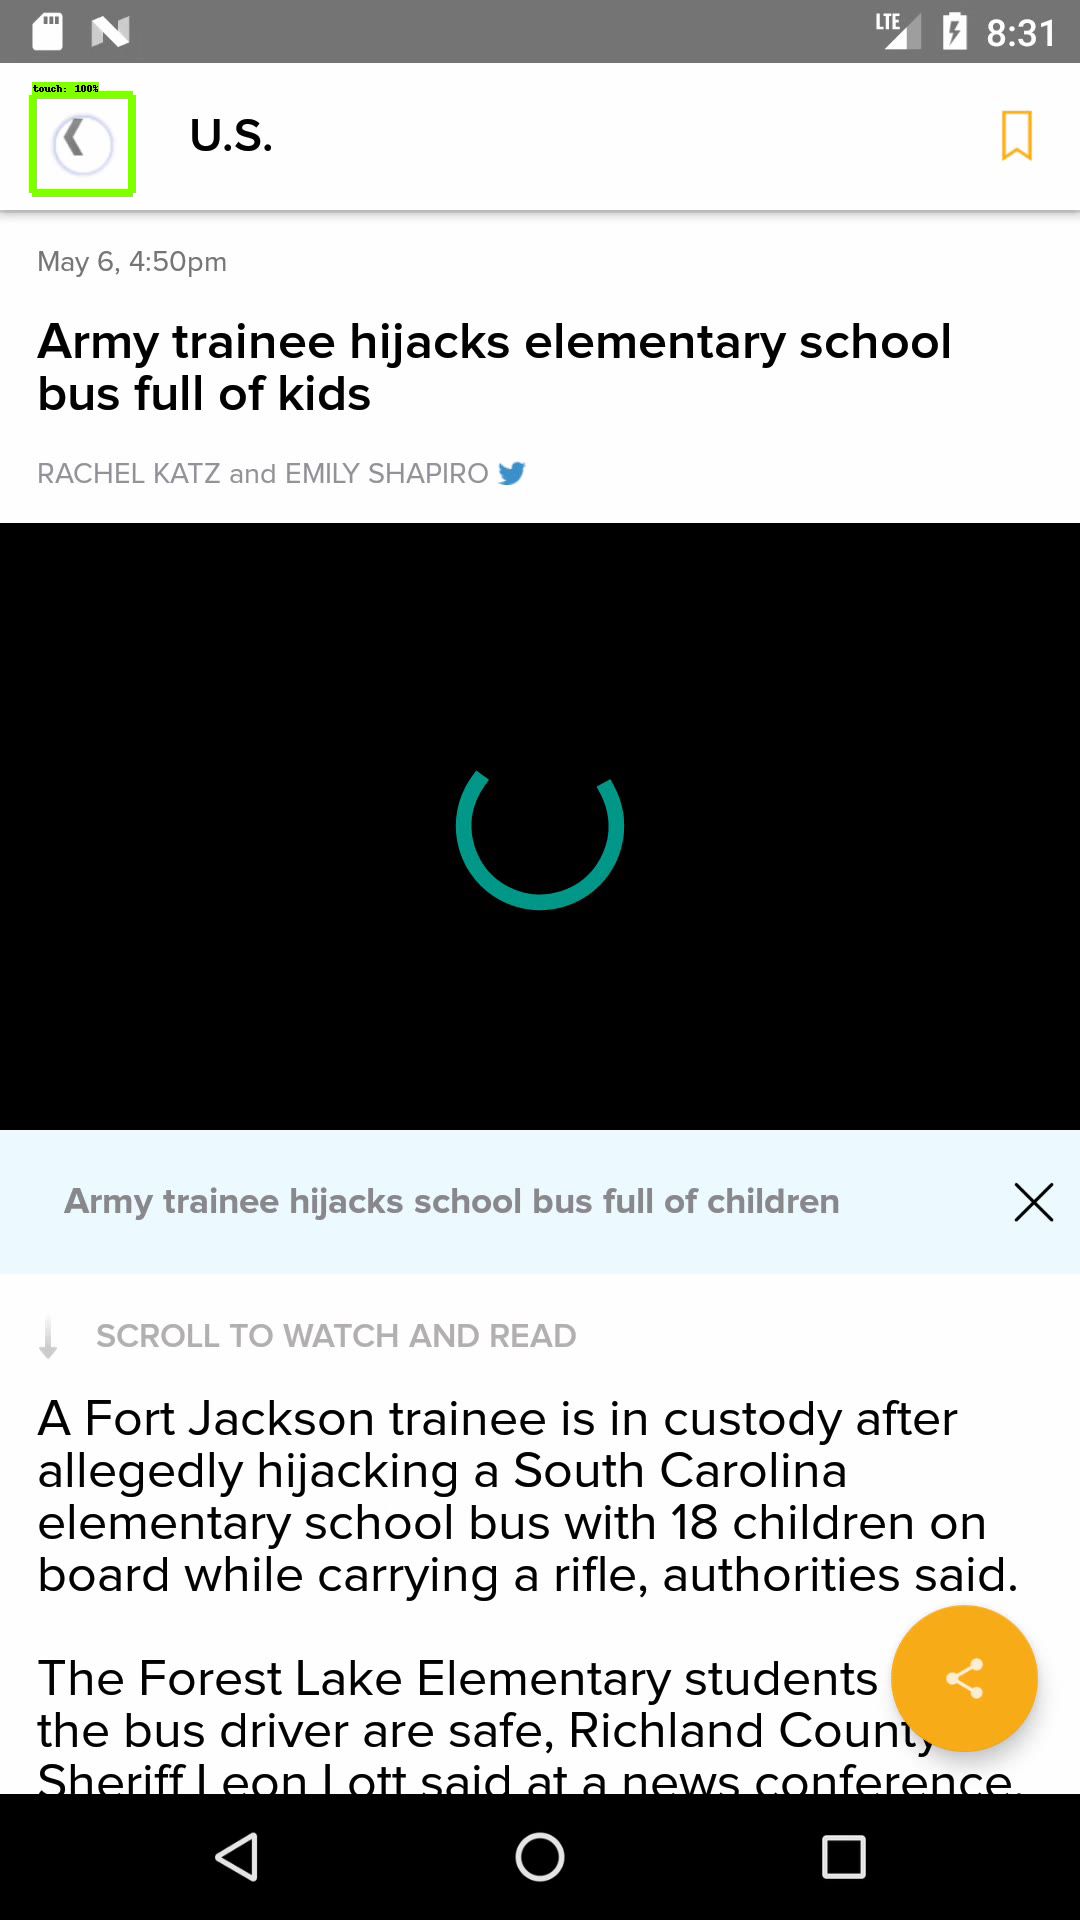 LTE 8:31
touch: 100%
U.S.
May 6, 4:50pm
Army trainee hijacks elementary school
bus full of kids
RACHEL KATZ and EMILY SHAPIRO
Army trainee hijacks school bus full of children
SCROLL TO WATCH AND READ
A Fort Jackson trainee is in custody after
allegedly hijacking a South Carolina
elementary school bus with 18 children on
board while carrying a rifle, authorities said.
The Forest Lake Elementary students
the bus driver are safe, Richland County
Sheriff Leon Lott said at a news conference.